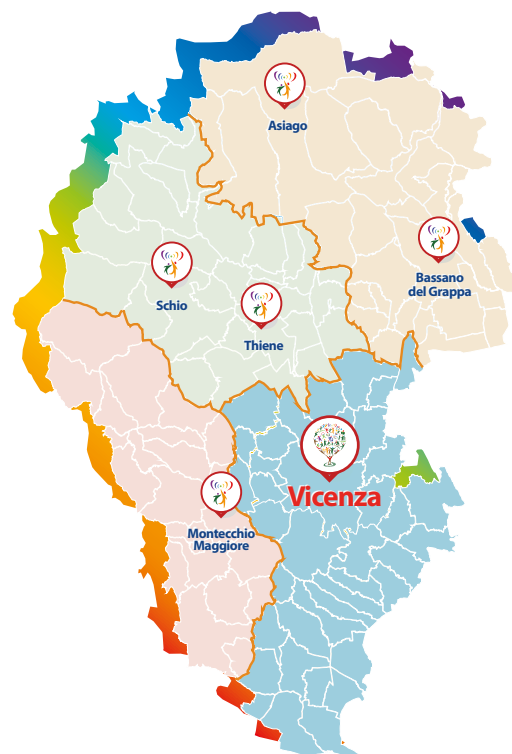 Asiago
Bassano
del Grappa
Schio
Thiene
Vicenza
Montecchio
Maggiore